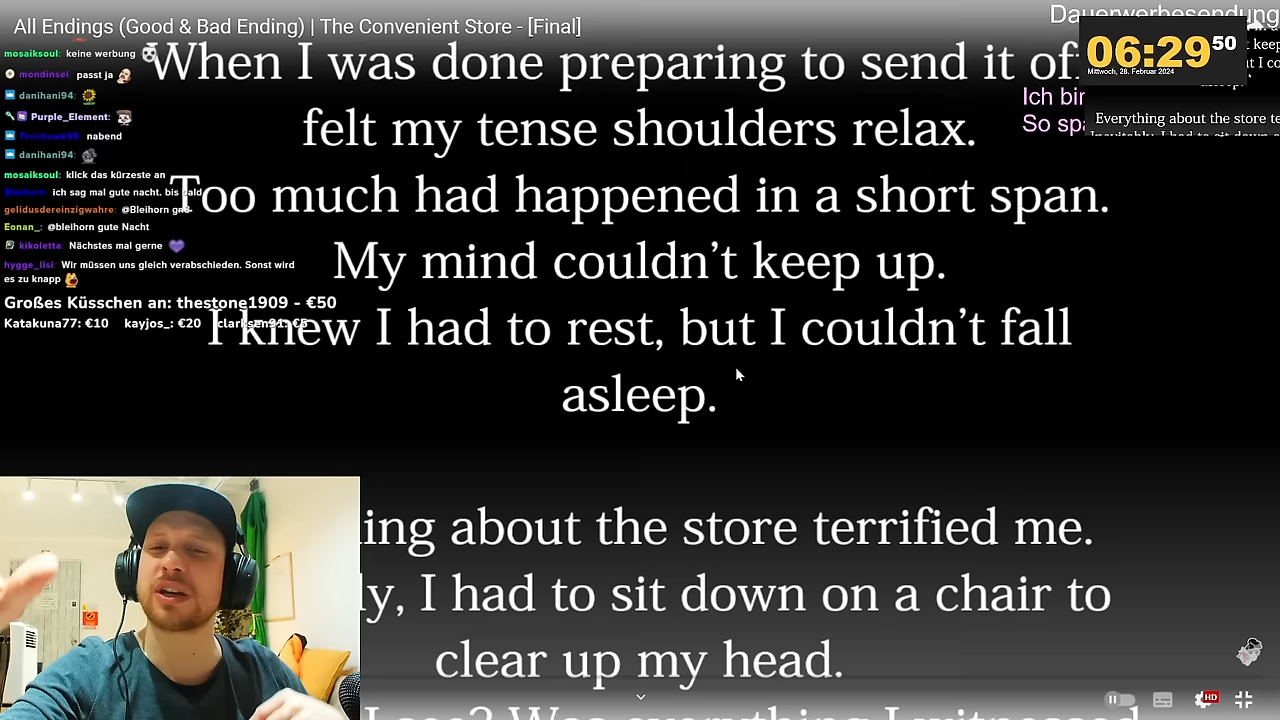 All Endings (Good & Bad Ending) | The Convenient Store - [Final]
Dauerwerbesendung
06:29 50
Mittwoch, 28. Februar 2024
mosaiksoul: keine werbung
mondinsel: passt ja
danihani94:
Purple_Element:
nabend
danihani94:
mosaiksoul: klick das kürzeste an
ich sag mal gute nacht. bis bald
gelidusdereinzigwahre: @Bleihorn
Eonan_: @bleihorn gute Nacht
kikoletta: Nächstes mal gerne
hygge_lisi: Wir müssen uns gleich verabschieden. Sonst wird
es zu knapp
Großes Küsschen an: thestone1909 - €50
Katakuna77: €10 kayjos_: €20
When I was done preparing to send it
felt my tense shoulders relax.
Too much had happened in a short span.
My mind couldn’t keep up.
I knew I had to rest, but I couldn’t fall
asleep.
ing about the store terrified me.
ly, I had to sit down on a chair to
clear up my head.
Ich bin
So
Everything about the store
HD